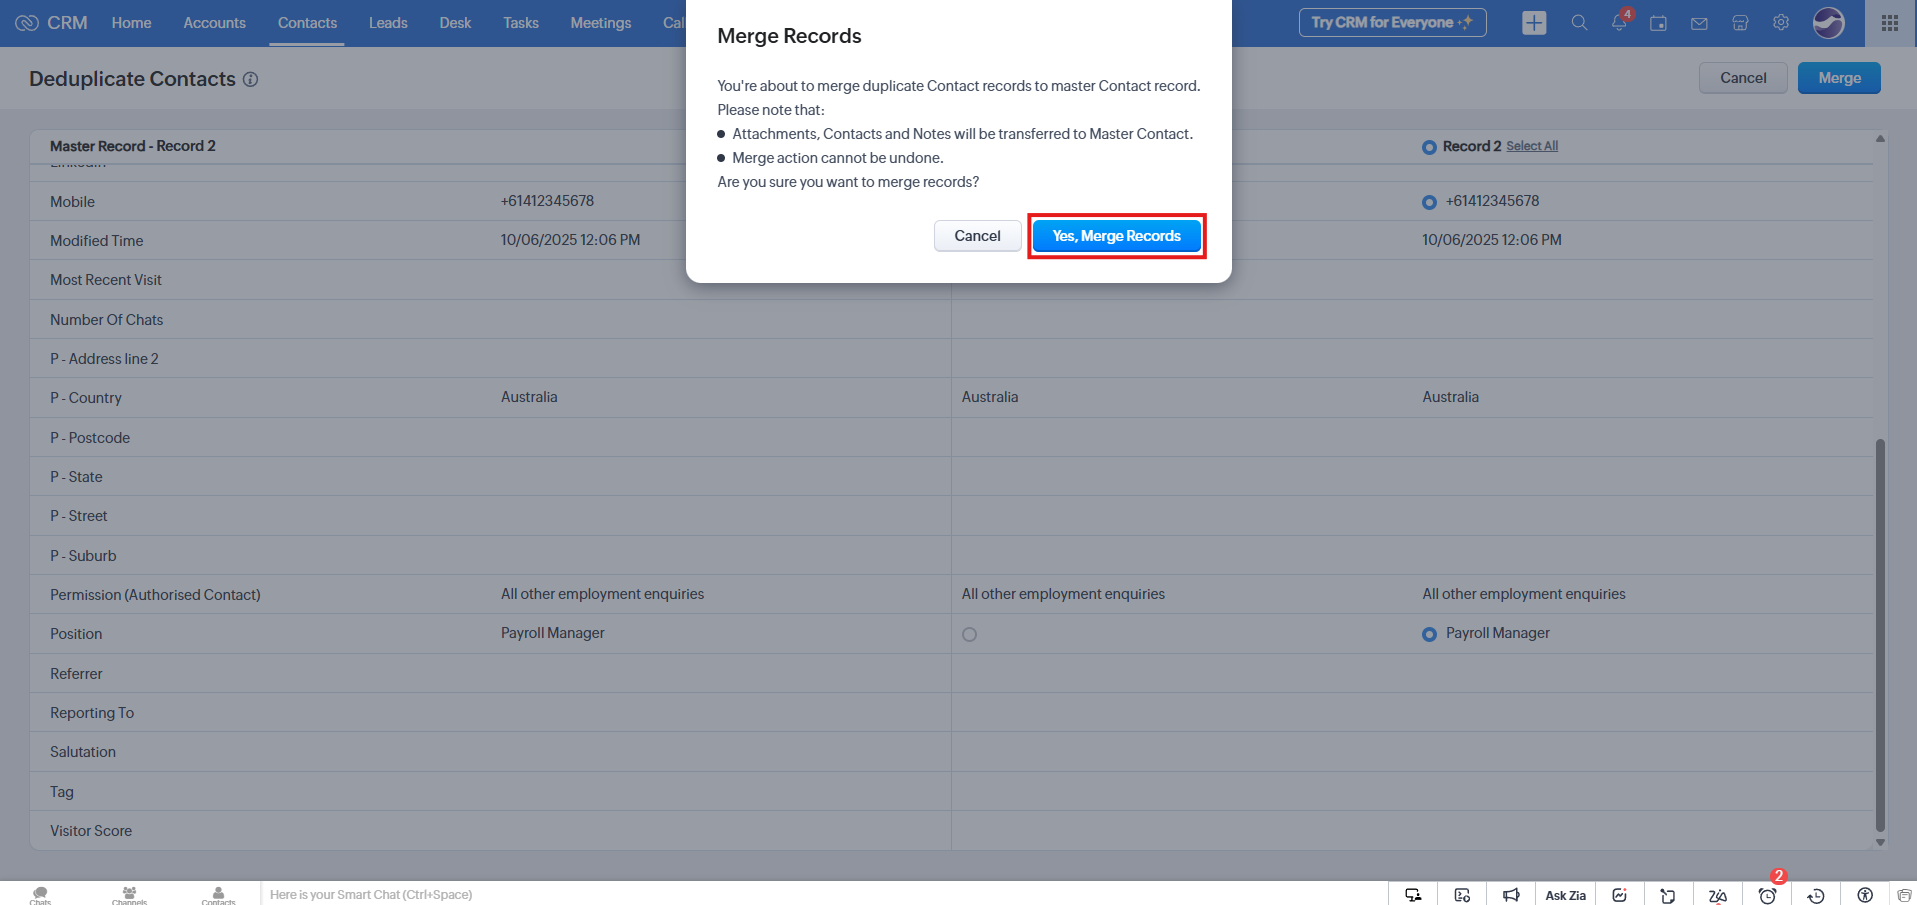 CRM Home Accounts Contacts Leads Desk Tasks Meetings Cal Try CRM for Everyone 4
Merge Records
You're about to merge duplicate Contact records to master Contact record.
Please note that:
Attachments, Contacts and Notes will be transferred to Master Contact.
Merge action cannot be undone.
Are you sure you want to merge records?
Cancel Yes, Merge Records
Deduplicate Contacts Cancel Merge
Master Record - Record 2 Record 2 Select All
LinkedIn
Mobile +61412345678 +61412345678
Modified Time 10/06/2025 12:06 PM 10/06/2025 12:06 PM
Most Recent Visit
Number Of Chats
P - Address line 2
P - Country Australia Australia Australia
P - Postcode
P - State
P - Street
P - Suburb
Permission (Authorised Contact) All other employment enquiries All other employment enquiries All other employment enquiries
Position Payroll Manager Payroll Manager
Referrer
Reporting To
Salutation
Tag
Visitor Score
Chats Channels Contacts Here is your Smart Chat (Ctrl+Space) Ask Zia 2